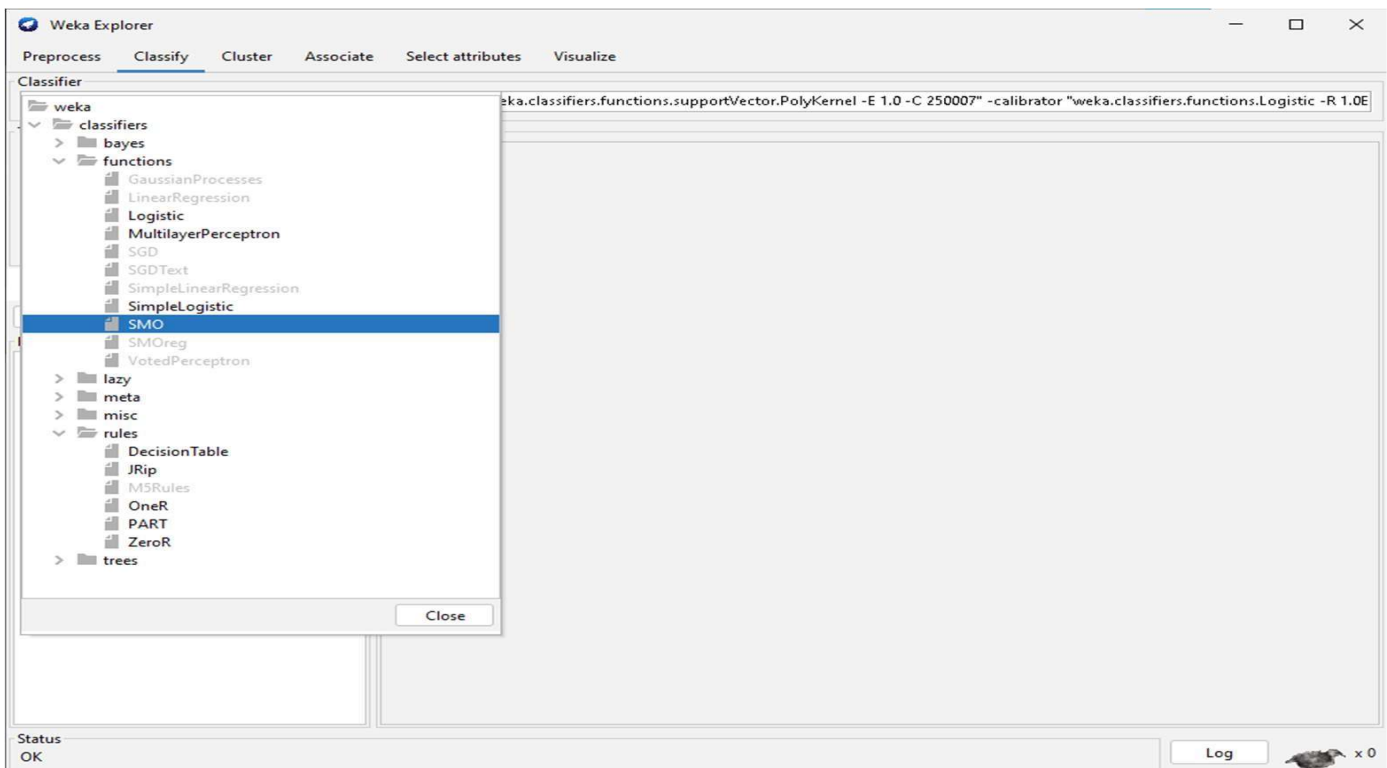 Weka Explorer
Preprocess Classify Cluster Associate Select attributes Visualize
Classifier
weka.classifiers.functions.supportVector.PolyKernel -E 1.0 -C 250007" -calibrator "weka.classifiers.functions.Logistic -R 1.0E
weka
classifiers
bayes
functions
GaussianProcesses
LinearRegression
Logistic
MultilayerPerceptron
SGD
SGDText
SimpleLinearRegression
SimpleLogistic
SMO
SMOreg
VotedPerceptron
lazy
meta
misc
rules
DecisionTable
JRip
M5Rules
OneR
PART
ZeroR
trees
Close
Status
OK
Log
x 0